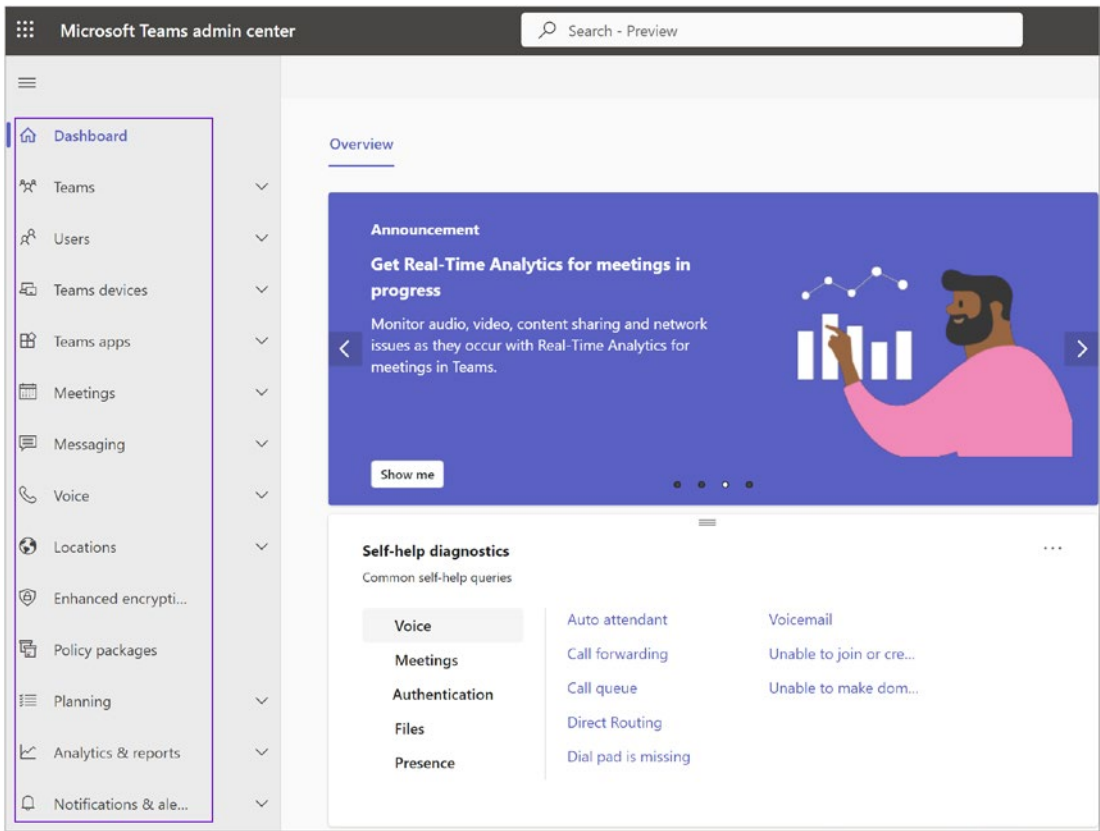 Microsoft Teams admin center
Search - Preview
Dashboard
Teams
Users
Teams devices
Teams apps
Meetings
Messaging
Voice
Locations
Enhanced encrypti...
Policy packages
Planning
Analytics & reports
Notifications & ale...
Overview
Announcement
Get Real-Time Analytics for meetings in
progress
Monitor audio, video, content sharing and network
issues as they occur with Real-Time Analytics for
meetings in Teams.
Show me
Self-help diagnostics
Common self-help queries
Voice
Meetings
Authentication
Files
Presence
Auto attendant
Call forwarding
Call queue
Direct Routing
Dial pad is missing
Voicemail
Unable to join or cre...
Unable to make dom...